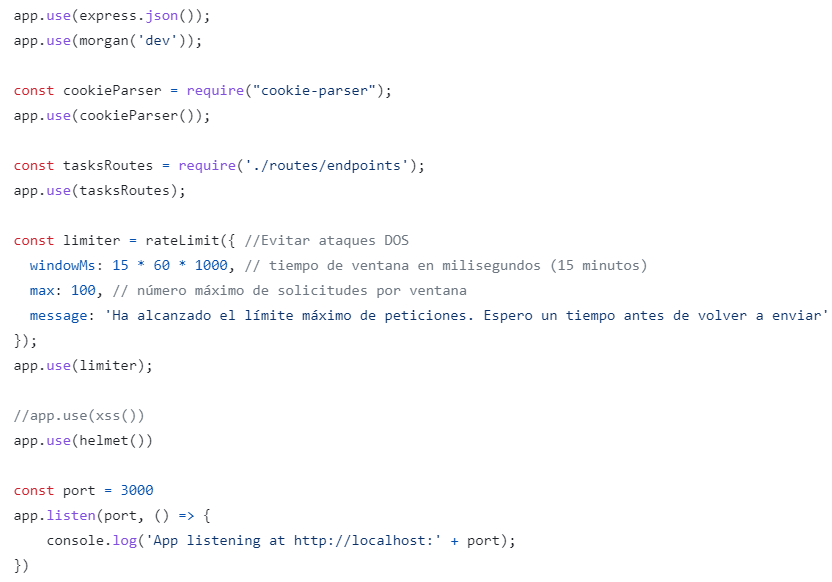 app.use(express.json());
app.use(morgan('dev'));
const cookieParser = require("cookie-parser");
app.use(cookieParser());
const tasksRoutes = require('./routes/endpoints');
app.use(tasksRoutes);
const limiter = rateLimit({ //Evitar ataques DOS
  windowMs: 15 * 60 * 1000, // tiempo de ventana en milisegundos (15 minutos)
  max: 100, // número máximo de solicitudes por ventana
  message: 'Ha alcanzado el límite máximo de peticiones. Espero un tiempo antes de volver a enviar'
});
app.use(limiter);
//app.use(xss())
app.use(helmet())
const port = 3000
app.listen(port, () => {
    console.log('App listening at http://localhost:' + port);
})